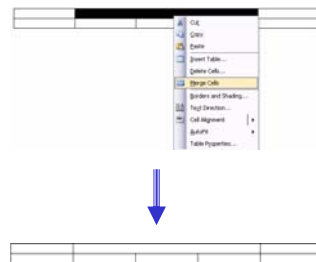 Cut
Copy
Paste
Insert Table...
Delete Cells...
Merge Cells
Borders and Shading...
Text Direction...
Cell Alignment
AutoFit
Table Properties...